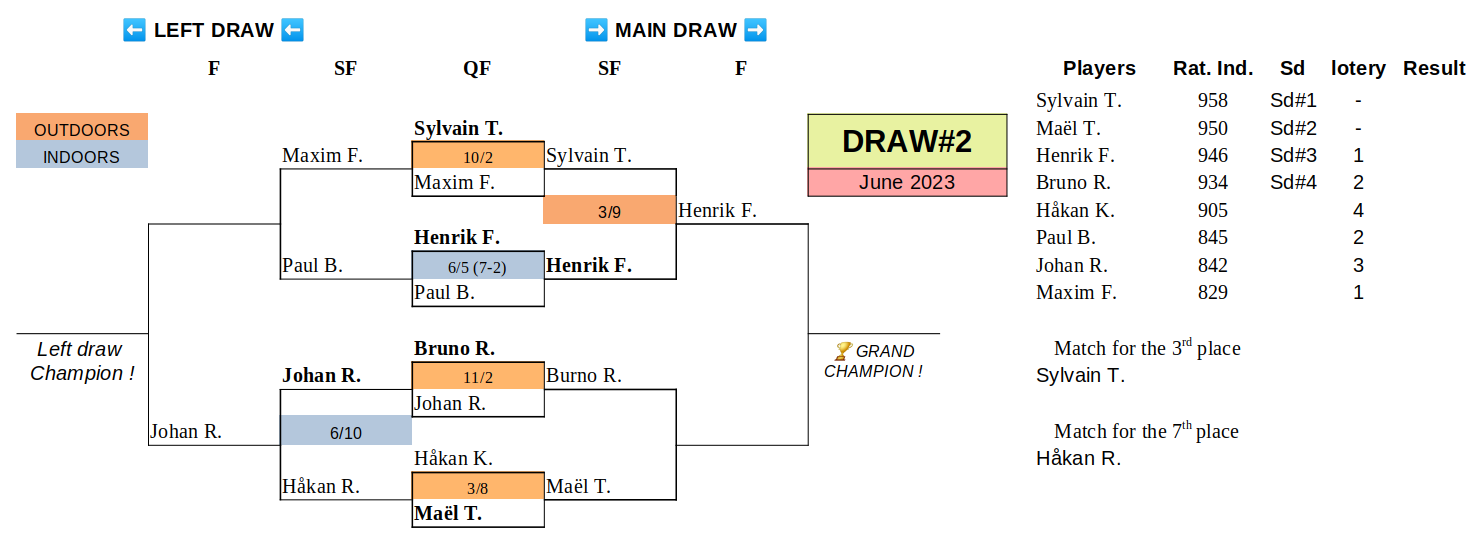 ⬅ LEFT DRAW ⬅ ➡ MAIN DRAW ➡
F SF QF SF F Players Rat. Ind. Sd lotery Result
Sylvain T. 958 Sd#1 -
OUTDOORS Sylvain T. DRAW#2 Maël T. 950 Sd#2 -
INDOORS Maxim F. 10/2 Sylvain T. Henrik F. 946 Sd#3 1
Maxim F. June 2023 Bruno R. 934 Sd#4 2
3/9 Henrik F. Håkan K. 905 4
Henrik F. Paul B. 845 2
Paul B. 6/5 (7-2) Henrik F. Johan R. 842 3
Paul B. Maxim F. 829 1
Left draw Bruno R. 🏆 GRAND Match for the 3rd place
Champion ! Johan R. 11/2 Burno R. CHAMPION ! Sylvain T.
Johan R.
Johan R. 6/10 Match for the 7th place
Håkan K. Håkan R.
Håkan R. 3/8 Maël T.
Maël T.